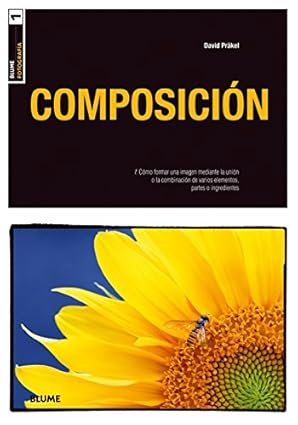 David Präkel
BLUME
FOTOGRAFÍA
1
COMPOSICIÓN
/ Cómo formar una imagen mediante la unión
o la combinación de varios elementos,
partes o ingredientes
BLUME